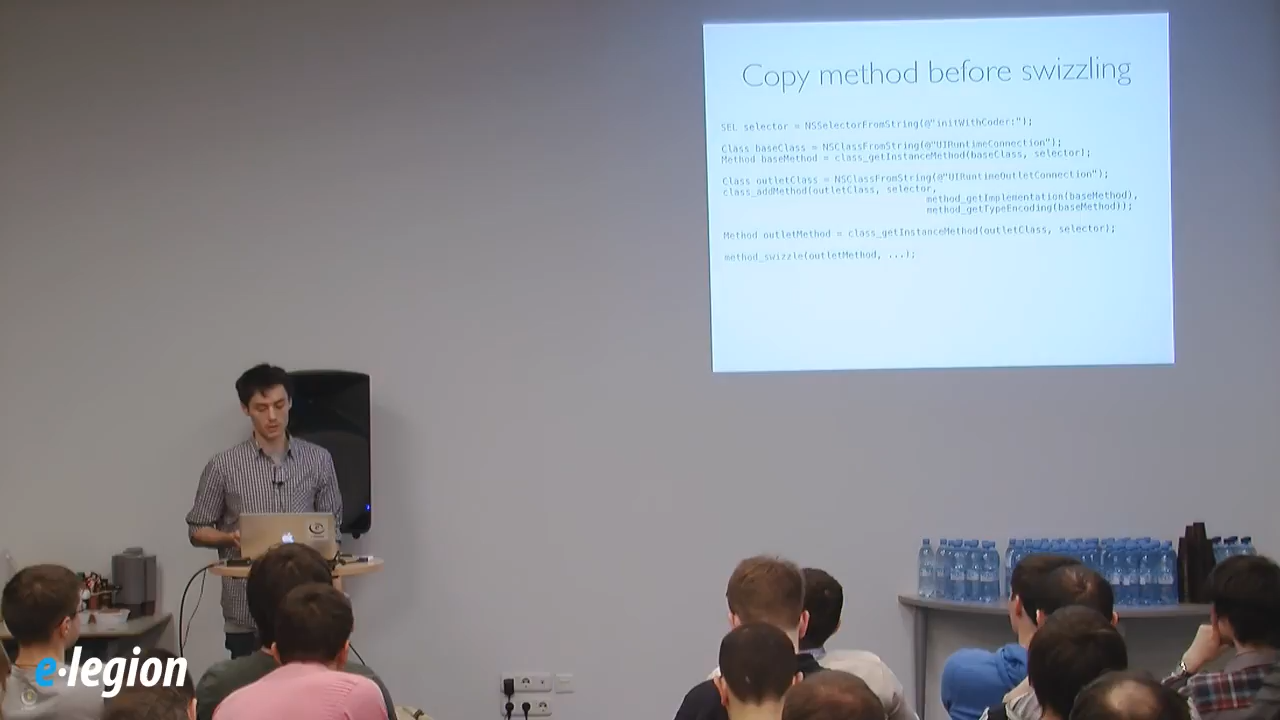 Copy method before swizzling
SEL selector = NSSelectorFromString(@"initWithCoder:");
Class baseClass = NSClassFromString(@"UIRuntimeConnection");
Method baseMethod = class_getInstanceMethod(baseClass, selector);
Class outletClass = NSClassFromString(@"UIRuntimeOutletConnection");
class_addMethod(outletClass, selector,
method_getImplementation(baseMethod),
method_getTypeEncoding(baseMethod));
Method outletMethod = class_getInstanceMethod(outletClass, selector);
method_swizzle(outletMethod, ...);
e·legion